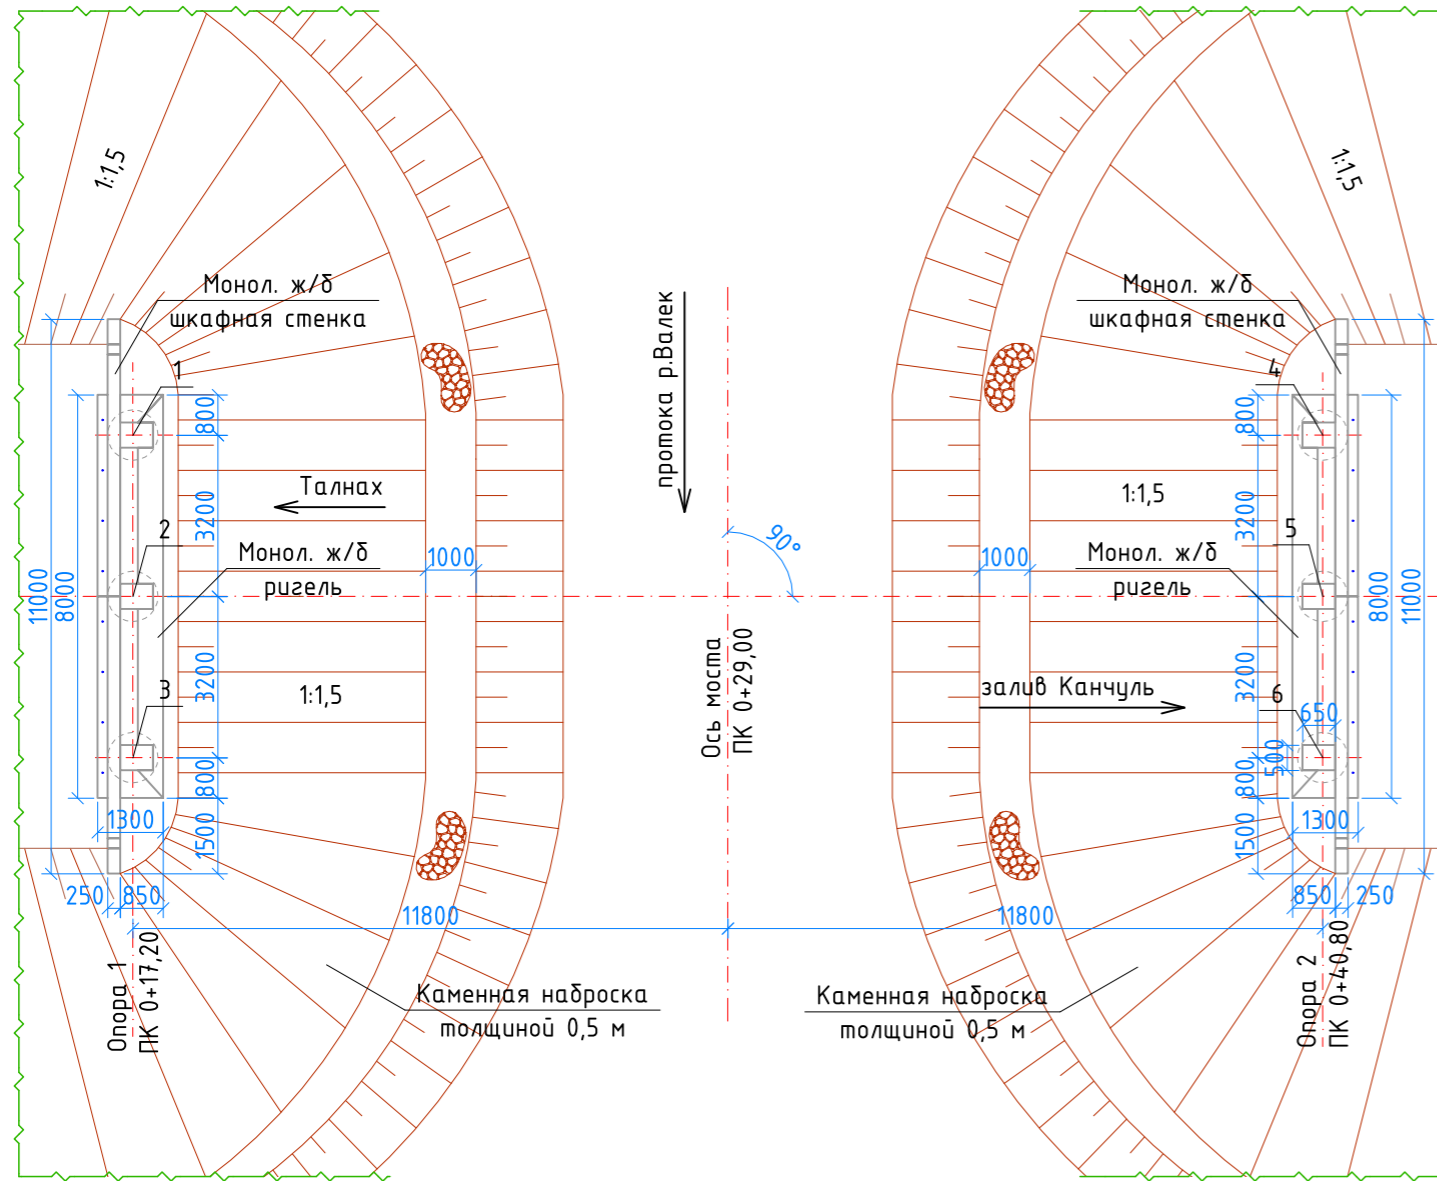 1:1,5
1:1,5
Монол. ж/б
шкафная стенка
Монол. ж/б
шкафная стенка
протока р.Валек
1
4
800
800
Талнах
1:1,5
3200
3200
2
5
90°
Монол. ж/б
ригель
1000
1000
Монол. ж/б
ригель
11000
8000
8000
11000
Ось моста
ПК 0+29,00
3
1:1,5
3200
залив Канчуль
3200
6
650
500
800
800
1300
1500
1500
1300
250
850
11800
11800
850
250
Опора 1
ПК 0+17,20
Каменная наброска
толщиной 0,5 м
Каменная наброска
толщиной 0,5 м
Опора 2
ПК 0+40,80